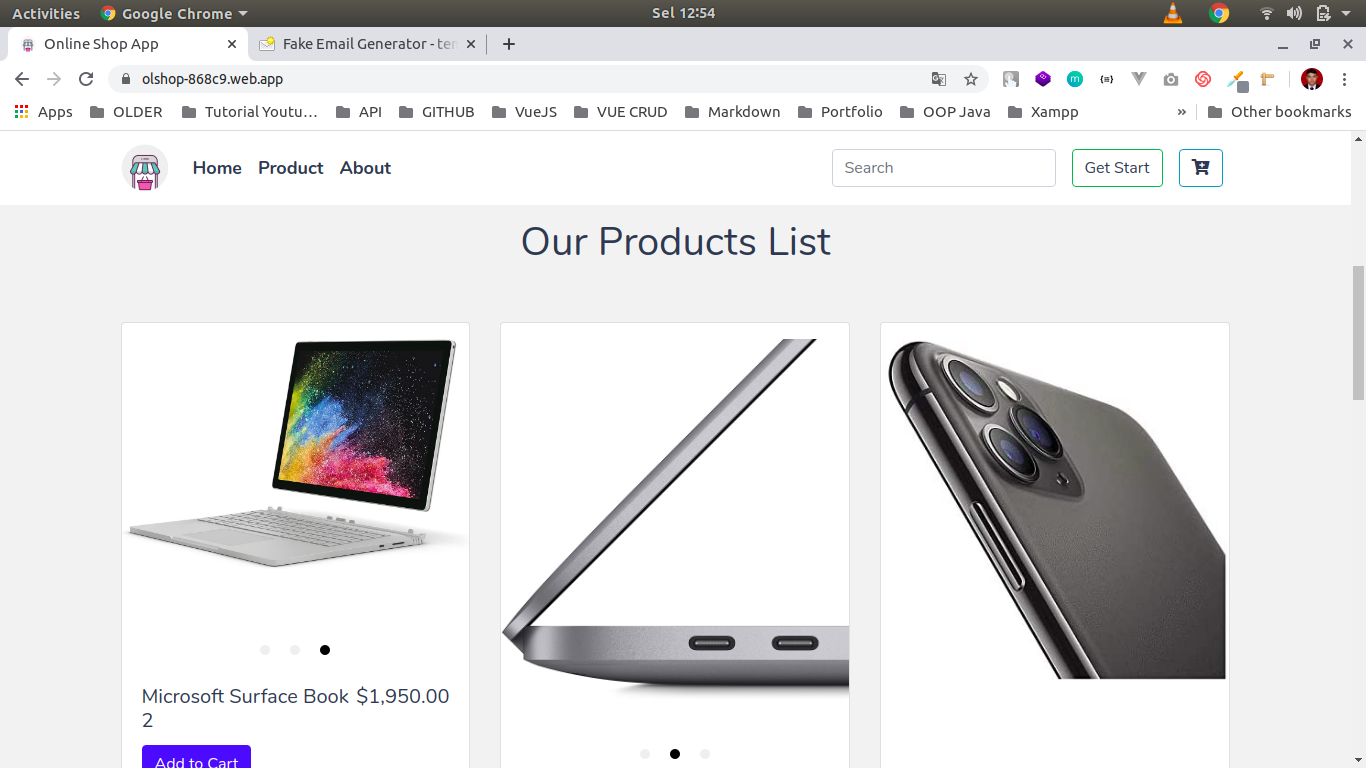 Activities Google Chrome Sel 12:54
Online Shop App Fake Email Generator - ten
olshop-868c9.web.app
Apps OLDER Tutorial Youtu… API GITHUB VueJS VUE CRUD Markdown Portfolio OOP Java Xampp » Other bookmarks
Home Product About Search Get Start
Our Products List
Microsoft Surface Book $1,950.00
2
Add to Cart